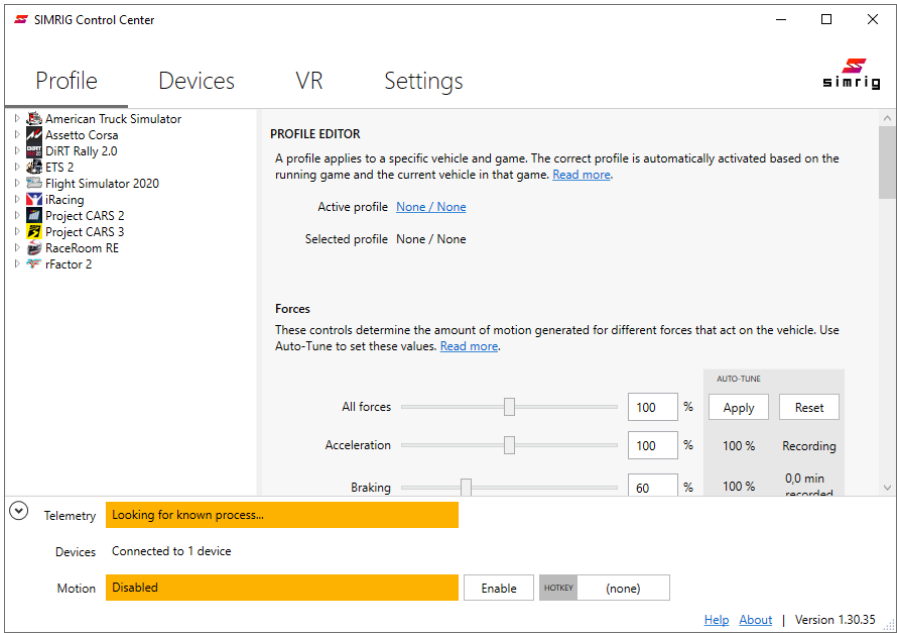 SIMRIG Control Center
Profile Devices VR Settings
simrig
American Truck Simulator
Assetto Corsa
DiRT Rally 2.0
ETS 2
Flight Simulator 2020
iRacing
Project CARS 2
Project CARS 3
RaceRoom RE
rFactor 2
PROFILE EDITOR
A profile applies to a specific vehicle and game. The correct profile is automatically activated based on the
running game and the current vehicle in that game. Read more.
Active profile None / None
Selected profile None / None
Forces
These controls determine the amount of motion generated for different forces that act on the vehicle. Use
Auto-Tune to set these values. Read more.
AUTO-TUNE
All forces 100 % Apply Reset
Acceleration 100 % 100 % Recording
Braking 60 % 100 % 0,0 min
recorded
Telemetry Looking for known process...
Devices Connected to 1 device
Motion Disabled Enable HOTKEY (none)
Help About | Version 1.30.35